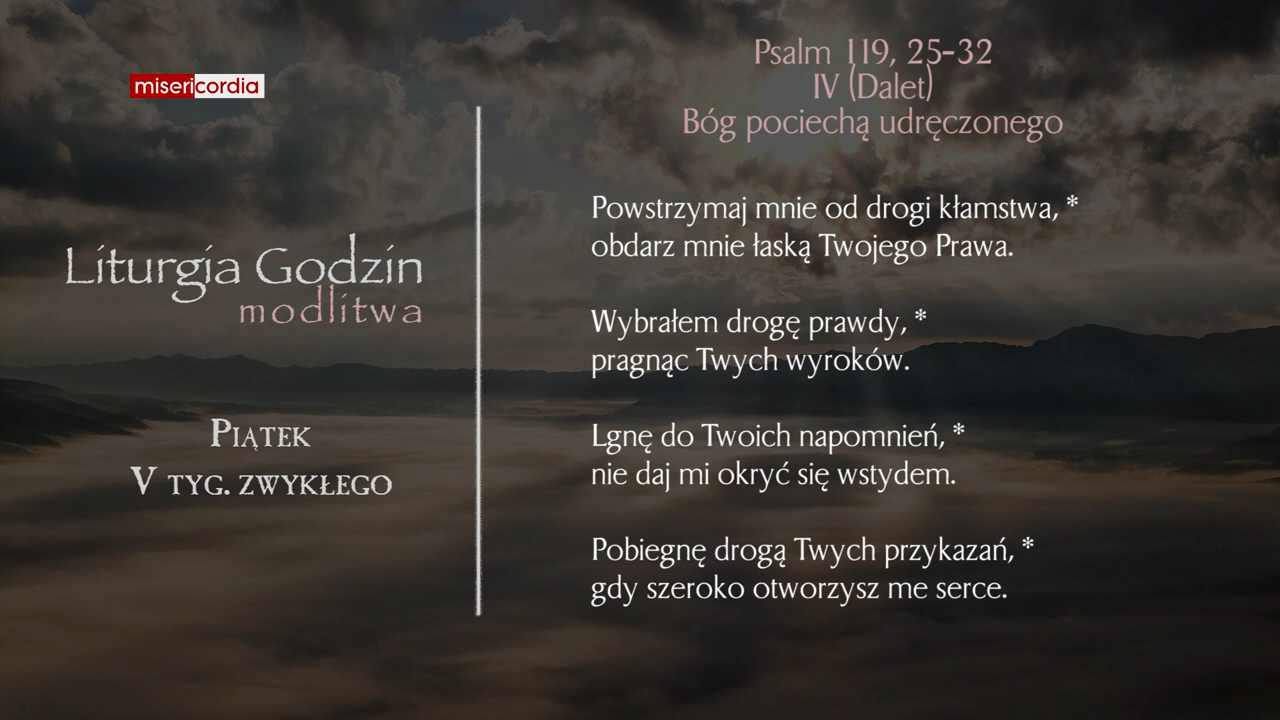 misericordia
Liturgia Godzin
modlitwa
Piątek
V tyg. zwykłego
Psalm 119, 25-32
IV (Dalet)
Bóg pociechą udręczonego
Powstrzymaj mnie od drogi kłamstwa, *
obdarz mnie łaską Twojego Prawa.
Wybrałem drogę prawdy, *
pragnąc Twych wyroków.
Lgnę do Twoich napomnień, *
nie daj mi okryć się wstydem.
Pobiegnę drogą Twych przykazań, *
gdy szeroko otworzysz me serce.